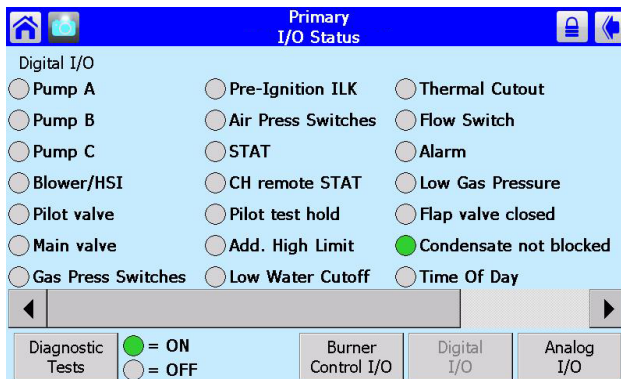 Primary
I/O Status
Digital I/O
Pump A
Pre-Ignition ILK
Thermal Cutout
Pump B
Air Press Switches
Flow Switch
Pump C
STAT
Alarm
Blower/HSI
CH remote STAT
Low Gas Pressure
Pilot valve
Pilot test hold
Flap valve closed
Main valve
Add. High Limit
Condensate not blocked
Gas Press Switches
Low Water Cutoff
Time Of Day
Diagnostic
Tests
= ON
= OFF
Burner
Control I/O
Digital
I/O
Analog
I/O